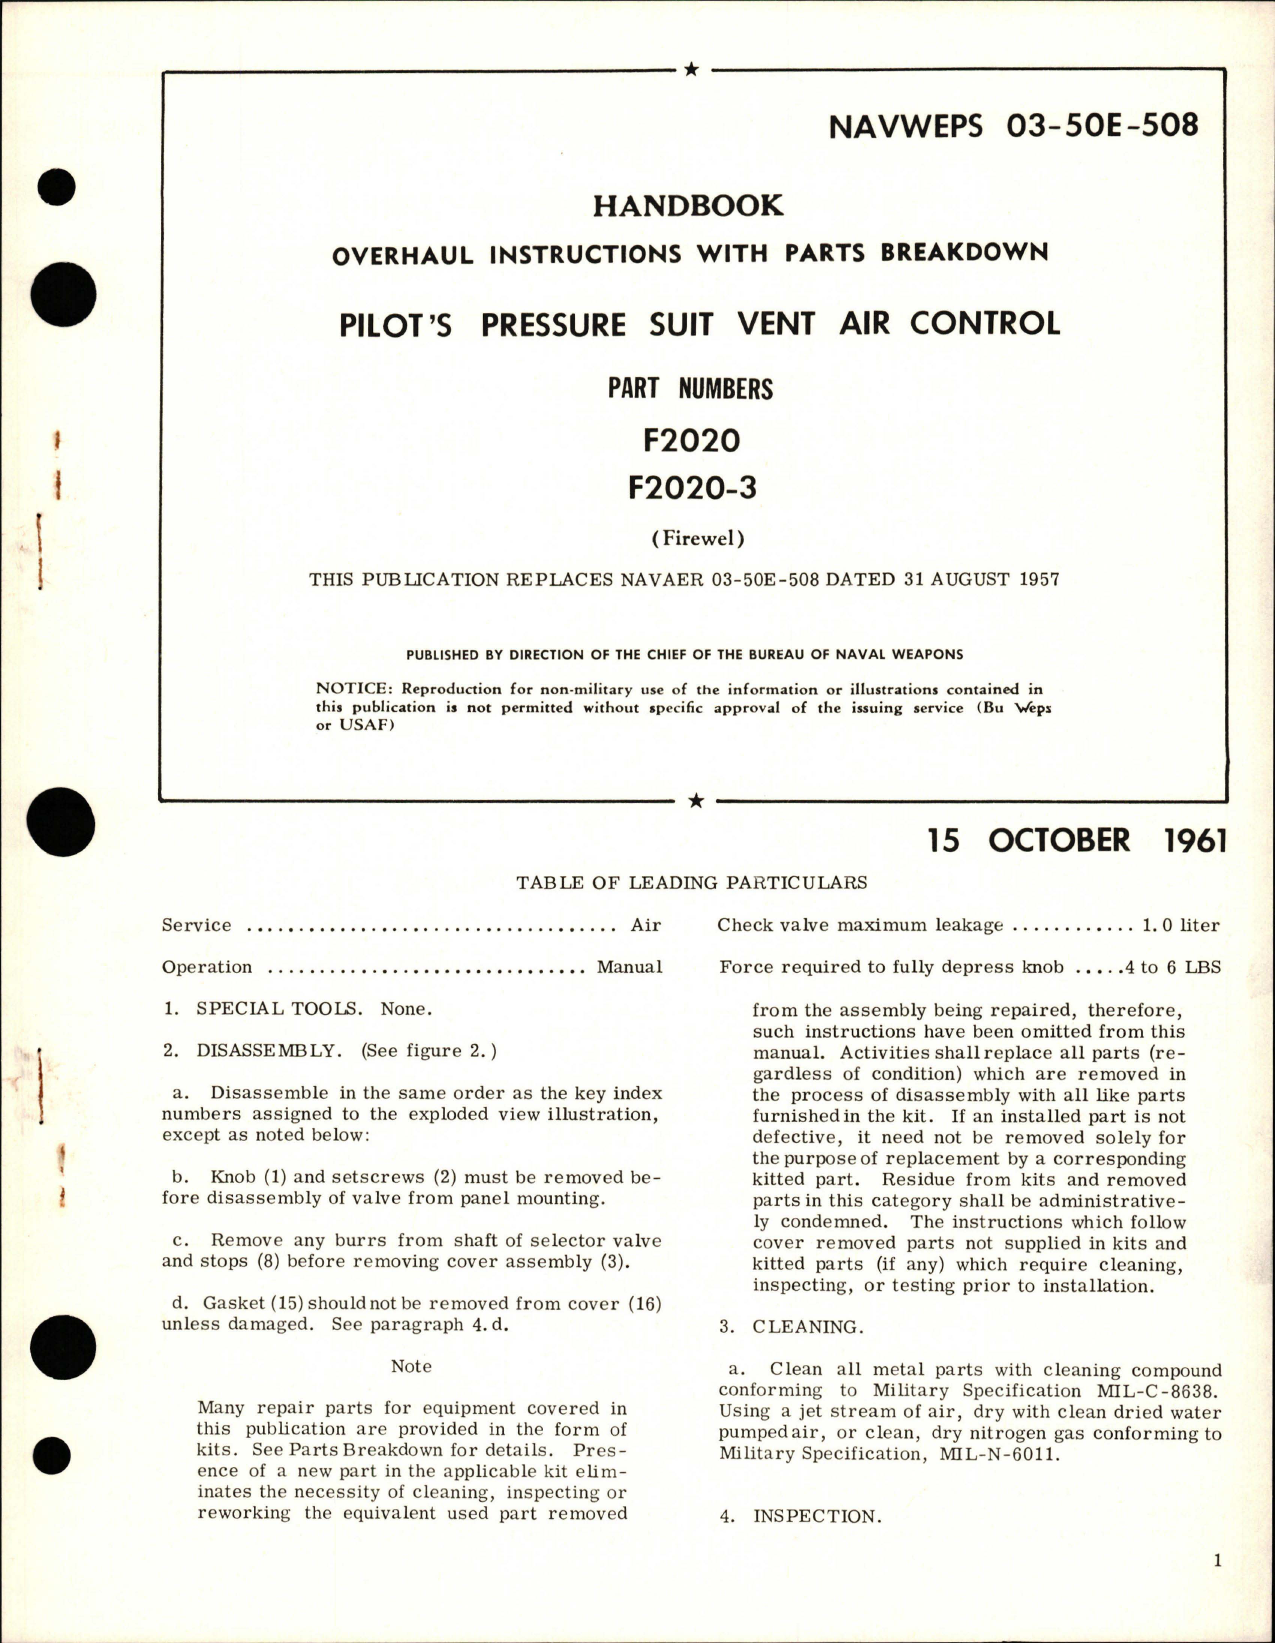 NAVWEPS 03-50E-508
HANDBOOK
OVERHAUL INSTRUCTIONS WITH PARTS BREAKDOWN
PILOT'S PRESSURE SUIT VENT AIR CONTROL
PART NUMBERS
F2020
F2020-3
(Firewel)
THIS PUBLICATION REPLACES NAVAER 03-50E-508 DATED 31 AUGUST 1957
PUBLISHED BY DIRECTION OF THE CHIEF OF THE BUREAU OF NAVAL WEAPONS
NOTICE: Reproduction for non-military use of the information or illustrations contained in
this publication is not permitted without specific approval of the issuing service (Bu Weps
or USAF)
15 OCTOBER 1961
TABLE OF LEADING PARTICULARS
Service .................................... Air
Operation ............................... Manual
1. SPECIAL TOOLS. None.
2. DISASSEMBLY. (See figure 2.)
a. Disassemble in the same order as the key index
numbers assigned to the exploded view illustration,
except as noted below:
b. Knob (1) and setscrews (2) must be removed be-
fore disassembly of valve from panel mounting.
c. Remove any burrs from shaft of selector valve
and stops (8) before removing cover assembly (3).
d. Gasket (15) should not be removed from cover (16)
unless damaged. See paragraph 4.d.
Note
Many repair parts for equipment covered in
this publication are provided in the form of
kits. See Parts Breakdown for details. Pres-
ence of a new part in the applicable kit elim-
inates the necessity of cleaning, inspecting or
reworking the equivalent used part removed
Check valve maximum leakage ............ 1.0 liter
Force required to fully depress knob .....4 to 6 LBS
from the assembly being repaired, therefore,
such instructions have been omitted from this
manual. Activities shall replace all parts (re-
gardless of condition) which are removed in
the process of disassembly with all like parts
furnished in the kit. If an installed part is not
defective, it need not be removed solely for
the purpose of replacement by a corresponding
kitted part. Residue from kits and removed
parts in this category shall be administrative-
ly condemned. The instructions which follow
cover removed parts not supplied in kits and
kitted parts (if any) which require cleaning,
inspecting, or testing prior to installation.
3. CLEANING.
a. Clean all metal parts with cleaning compound
conforming to Military Specification MIL-C-8638.
Using a jet stream of air, dry with clean dried water
pumped air, or clean, dry nitrogen gas conforming to
Military Specification, MIL-N-6011.
4. INSPECTION.
1